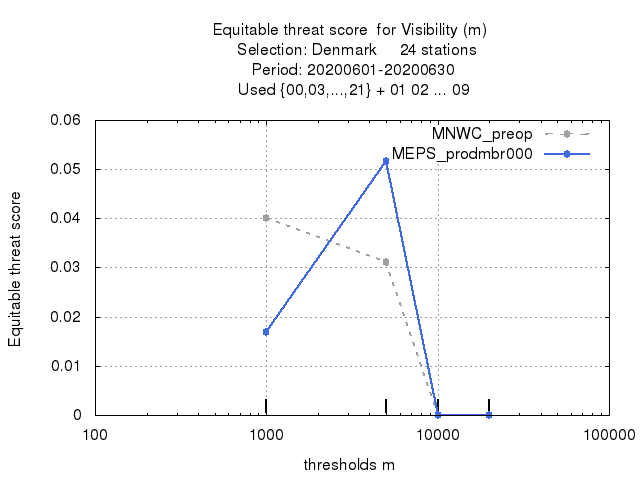 Equitable threat score  for Visibility (m)
Selection: Denmark     24 stations
Period: 20200601-20200630
Used {00,03,...,21} + 01 02 ... 09
0.06
MNWC_preop
MEPS_prodmbr000
0.05
0.04
0.03
0.02
0.01
0
Equitable threat score
100
1000
10000
100000
thresholds m